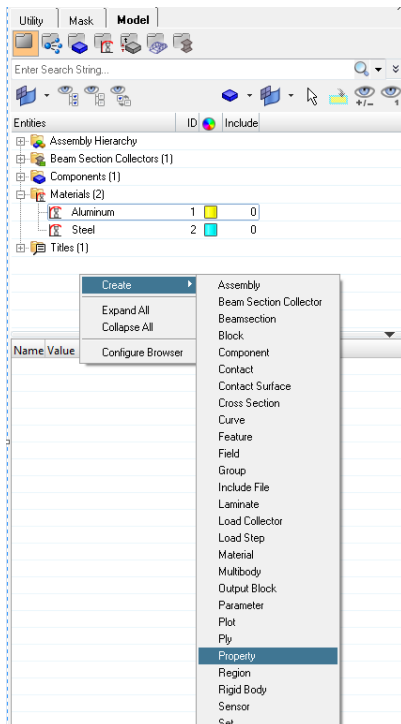 Utility Mask Model
Enter Search String...
Entities ID Include
Assembly Hierarchy
Beam Section Collectors (1)
Components (1)
Materials (2)
Aluminum 1 0
Steel 2 0
Titles (1)
Create
Expand All
Collapse All
Configure Browser
Name Value
Assembly
Beam Section Collector
Beamsection
Block
Component
Contact
Contact Surface
Cross Section
Curve
Feature
Field
Group
Include File
Laminate
Load Collector
Load Step
Material
Multibody
Output Block
Parameter
Plot
Ply
Property
Region
Rigid Body
Sensor
Set